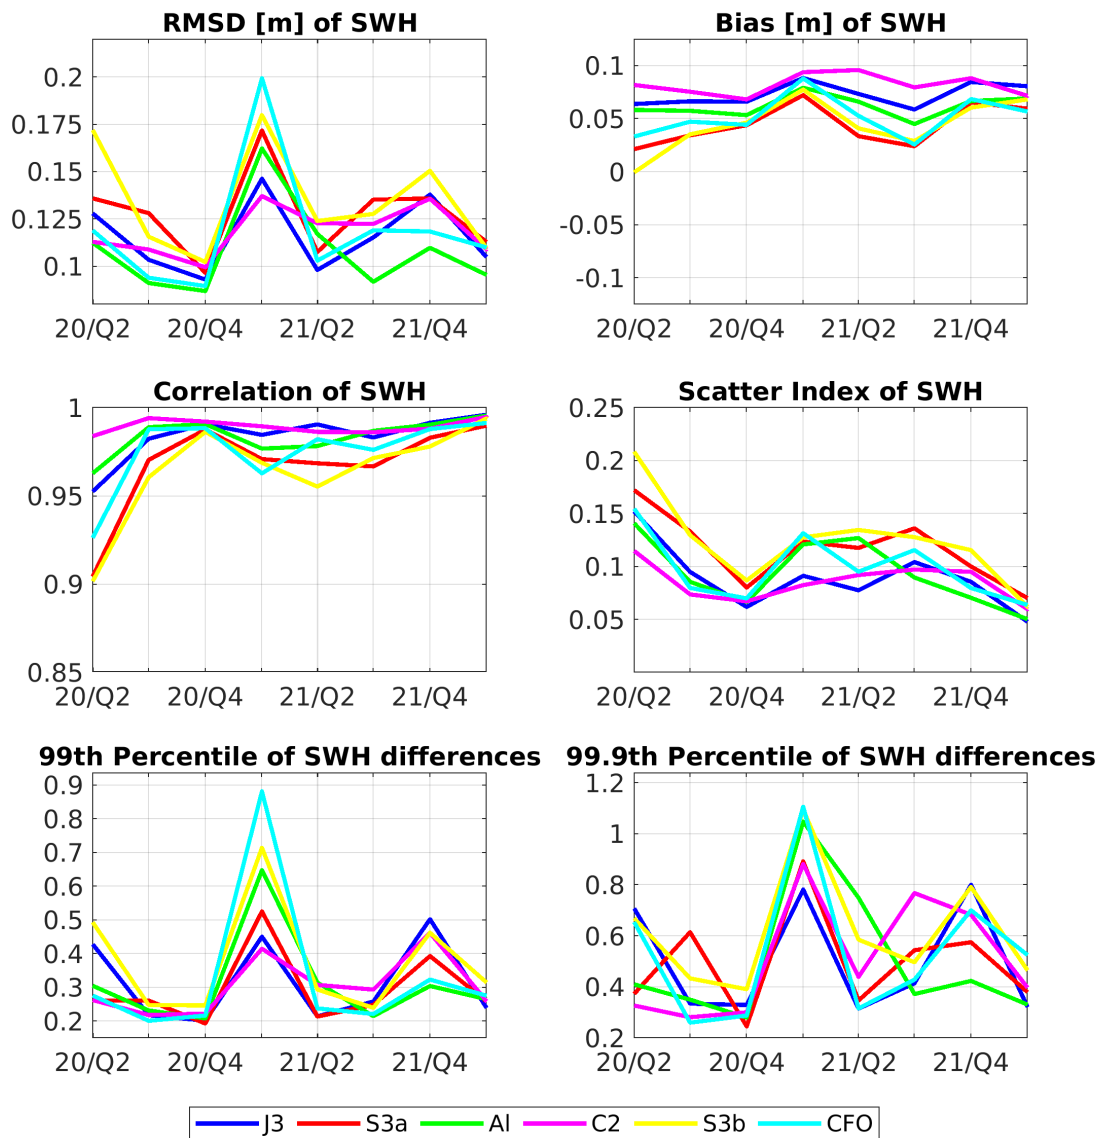 RMSD [m] of SWH
0.2
0.175
0.15
0.125
0.1
20/Q2 20/Q4 21/Q2 21/Q4
Bias [m] of SWH
0.1
0.05
0
-0.05
-0.1
20/Q2 20/Q4 21/Q2 21/Q4
Correlation of SWH
1
0.95
0.9
0.85
20/Q2 20/Q4 21/Q2 21/Q4
Scatter Index of SWH
0.25
0.2
0.15
0.1
0.05
20/Q2 20/Q4 21/Q2 21/Q4
99th Percentile of SWH differences
0.9
0.8
0.7
0.6
0.5
0.4
0.3
0.2
20/Q2 20/Q4 21/Q2 21/Q4
99.9th Percentile of SWH differences
1.2
1
0.8
0.6
0.4
0.2
20/Q2 20/Q4 21/Q2 21/Q4
J3 S3a Al C2 S3b CFO